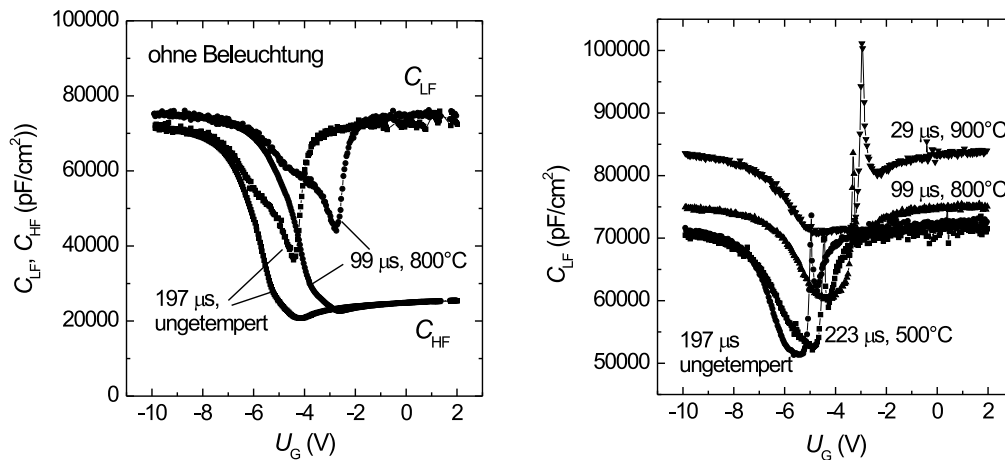 100000
80000
60000
40000
20000
0
C_LF, C_HF (pF/cm²))
ohne Beleuchtung
C_LF
99 μs, 800°C
197 μs,
ungetempert
C_HF
-10 -8 -6 -4 -2 0 2
U_G (V)
100000
90000
80000
70000
60000
50000
C_LF (pF/cm²)
29 μs, 900°C
99 μs, 800°C
223 μs, 500°C
197 μs
ungetempert
-10 -8 -6 -4 -2 0 2
U_G (V)